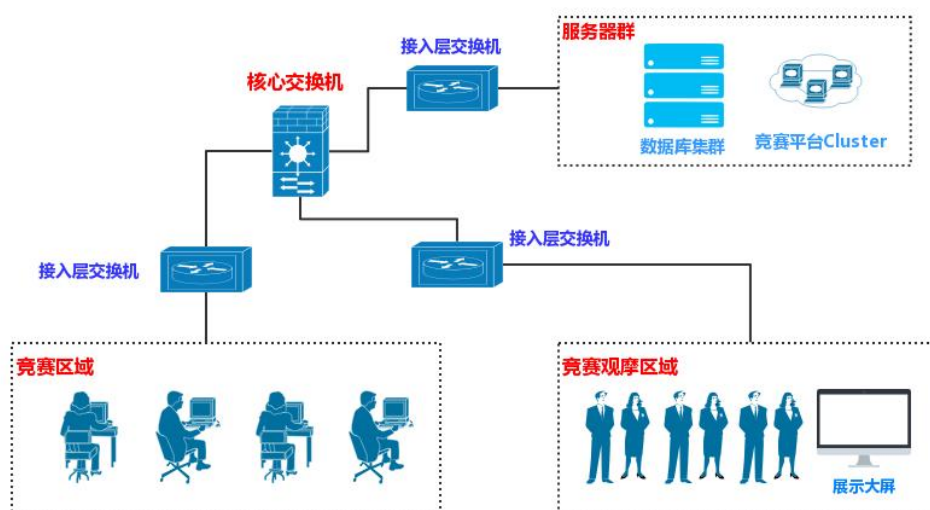 服务器群
接入层交换机
核心交换机
数据库集群
竞赛平台Cluster
接入层交换机
接入层交换机
竞赛区域
竞赛观摩区域
展示大屏